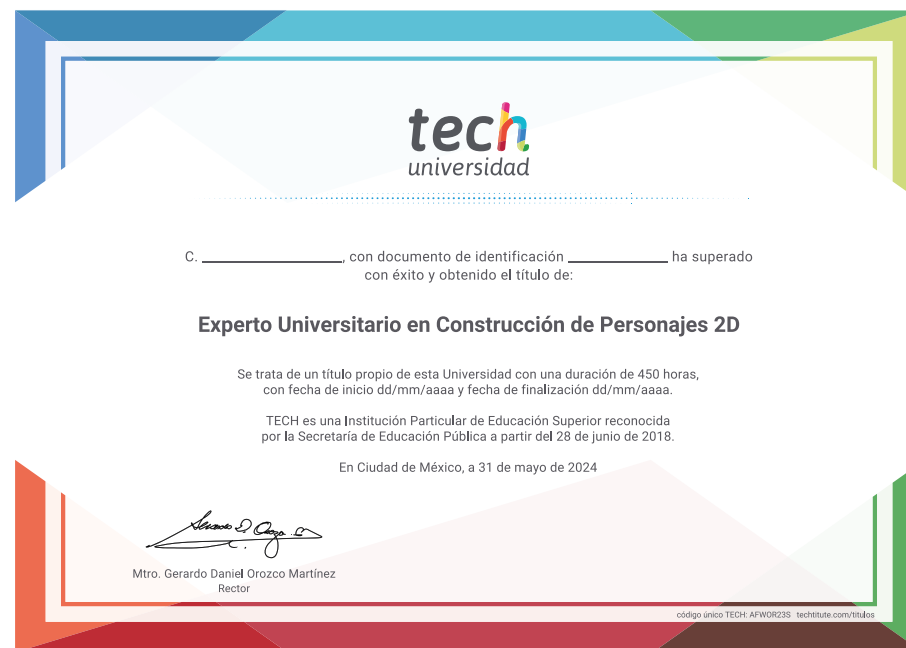 tech
universidad
C. ____________, con documento de identificación ____________ ha superado
con éxito y obtenido el título de:
Experto Universitario en Construcción de Personajes 2D
Se trata de un título propio de esta Universidad con una duración de 450 horas,
con fecha de inicio dd/mm/aaaa y fecha de finalización dd/mm/aaaa.
TECH es una Institución Particular de Educación Superior reconocida
por la Secretaría de Educación Pública a partir del 28 de junio de 2018.
En Ciudad de México, a 31 de mayo de 2024
Mtro. Gerardo Daniel Orozco Martínez
Rector
código único TECH: AFWOR23S techtitute.com/titulos